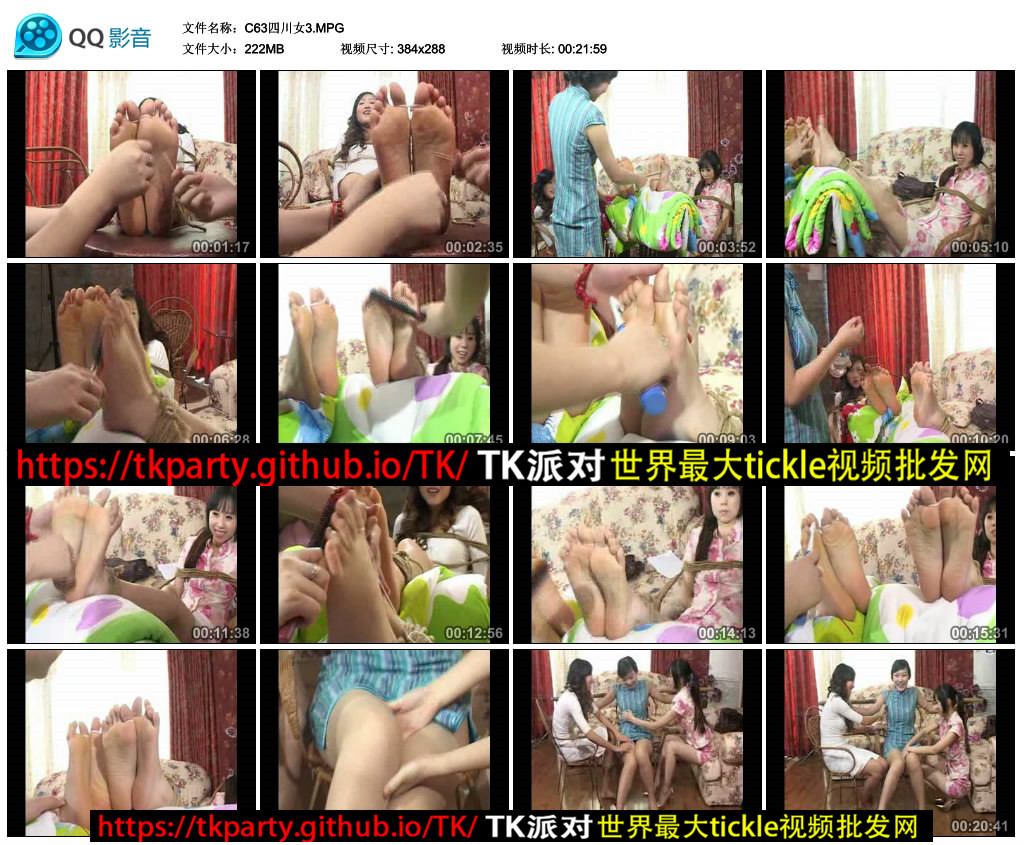 QQ 影音
文件名称: C63四川女3.MPG
文件大小: 222MB 视频尺寸: 384x288 视频时长: 00:21:59
00:01:17 00:02:35 00:03:52 00:05:10
00:06:28 00:07:45 00:09:03 00:10:20
https://tkparty.github.io/TK/ TK派对世界最大tickle视频批发网
00:11:38 00:12:56 00:14:13 00:15:31
https://tkparty.github.io/TK/ TK派对世界最大tickle视频批发网
00:20:41